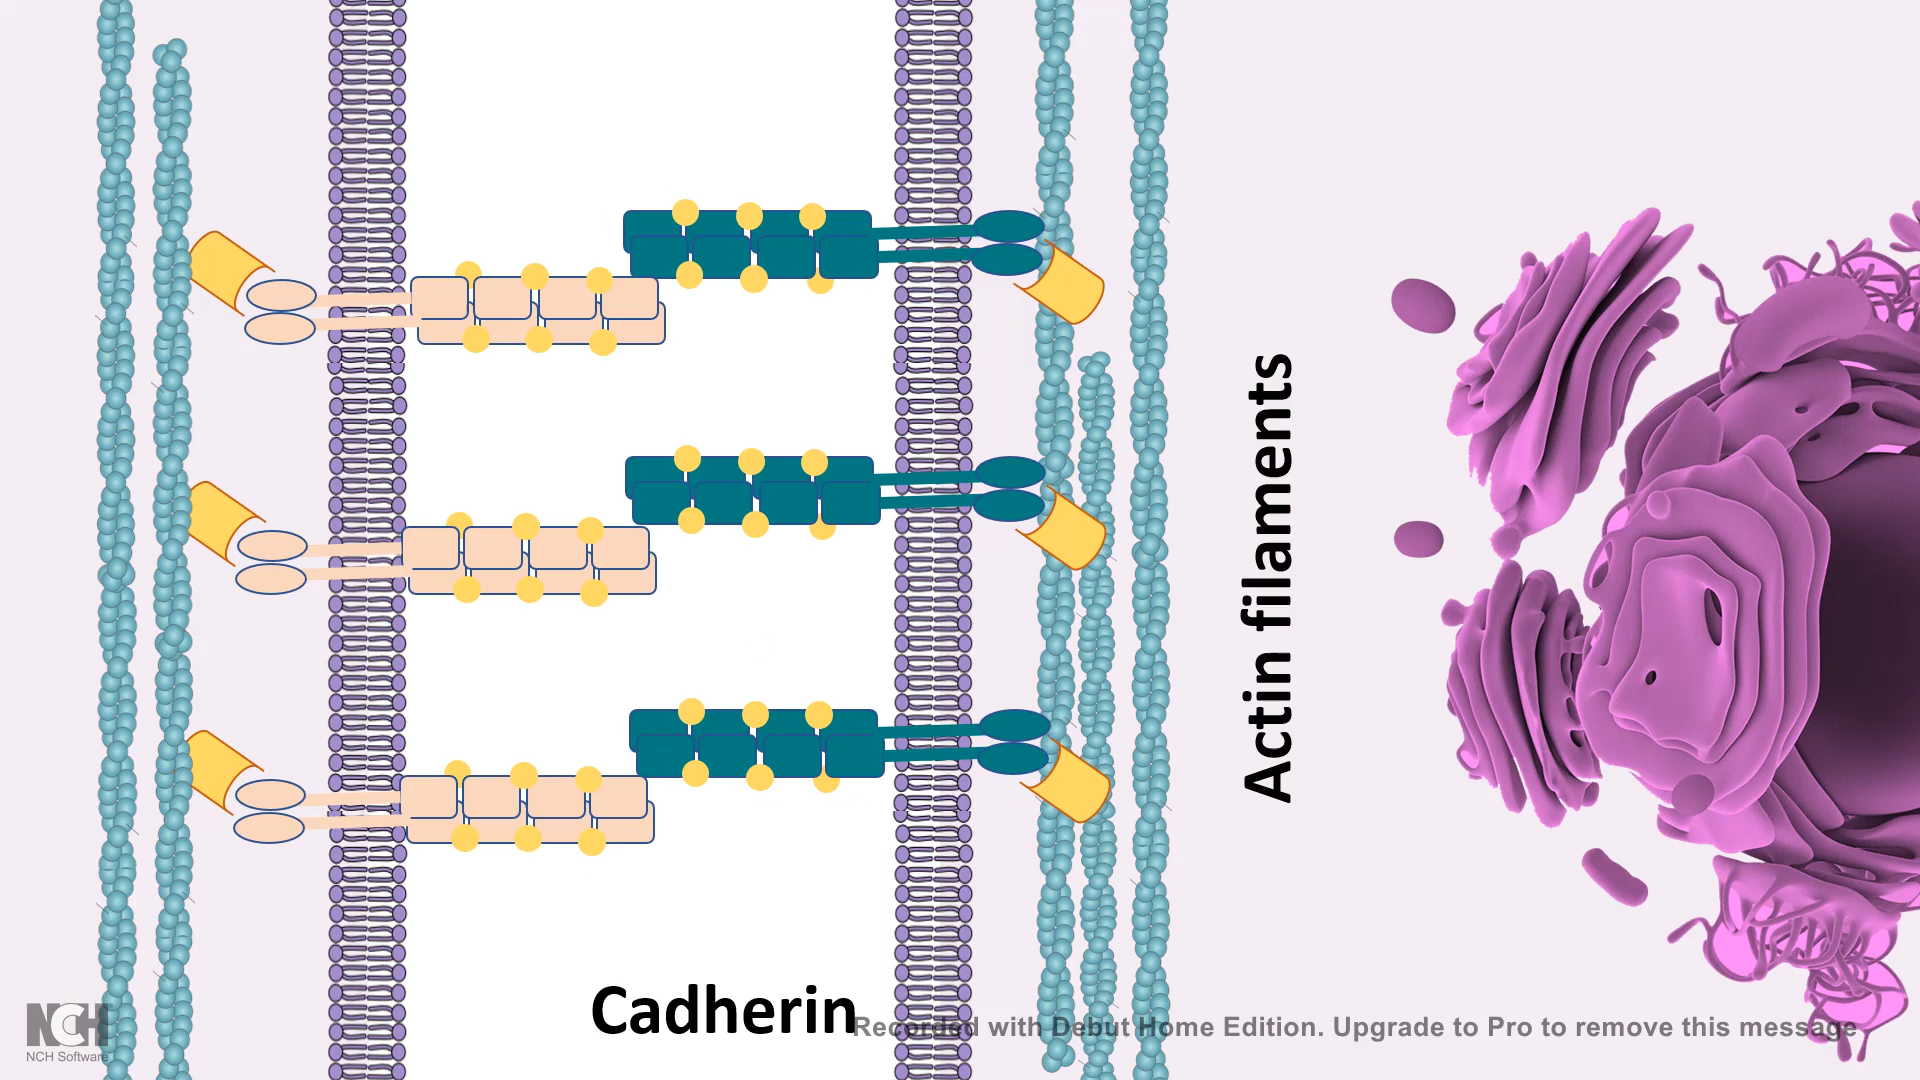 Actin filaments
Cadherin
Recorded with Debut Home Edition. Upgrade to Pro to remove this message
NCH
NCH Software